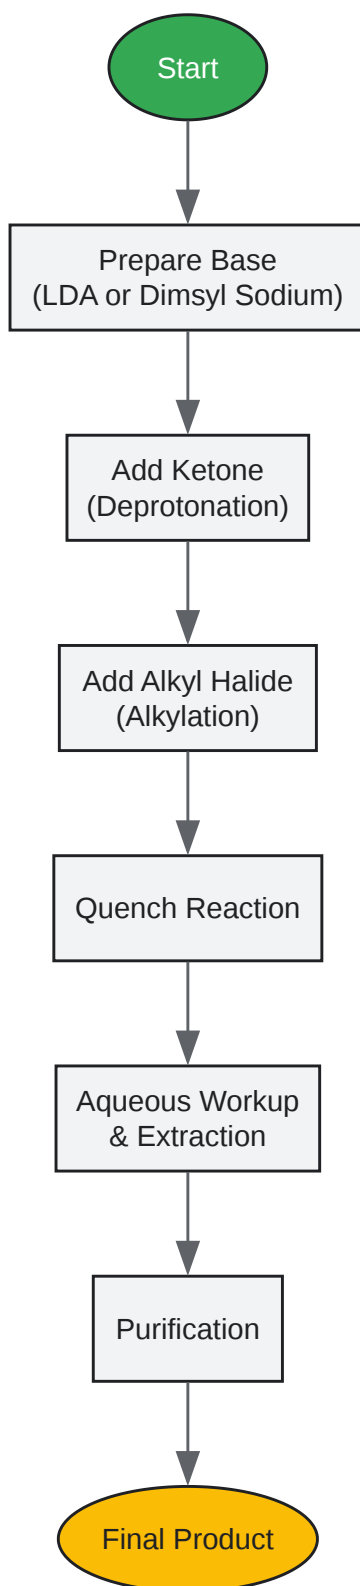 Start
Prepare Base
(LDA or Dimsyl Sodium)
Add Ketone
(Deprotonation)
Add Alkyl Halide
(Alkylation)
Quench Reaction
Aqueous Workup
& Extraction
Purification
Final Product